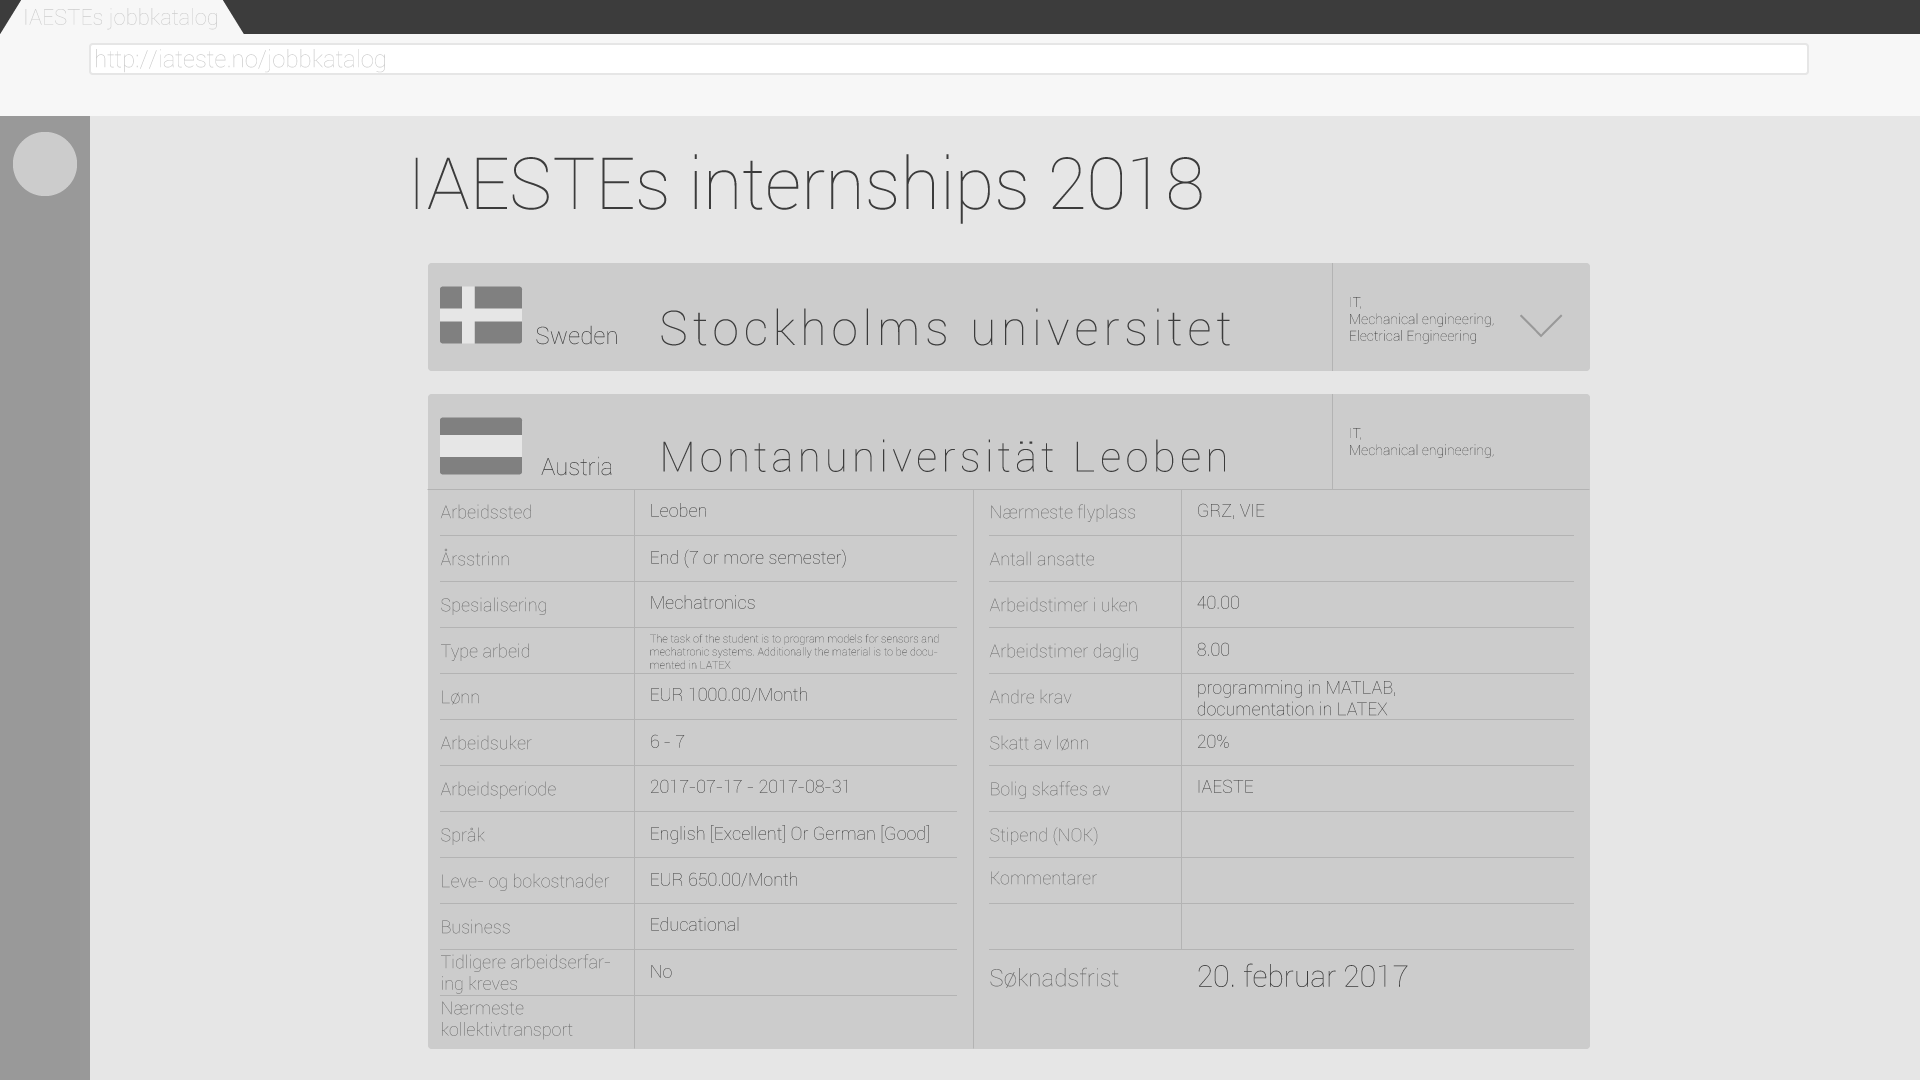 IAESTEs jobbkatalog
http://iateste.no/jobbkatalog
IAESTEs internships 2018
Sweden
Stockholms universitet
IT,
Mechanical engineering,
Electrical Engineering
Austria
Montanuniversität Leoben
IT,
Mechanical engineering,
Arbeidssted
Leoben
Årsstrinn
End (7 or more semester)
Spesialisering
Mechatronics
Type arbeid
The task of the student is to program models for sensors and
mechatronic systems. Additionally the material is to be docu-
mented in LATEX
Lønn
EUR 1000.00/Month
Arbeidsuker
6 - 7
Arbeidsperiode
2017-07-17 - 2017-08-31
Språk
English [Excellent] Or German [Good]
Leve- og bokostnader
EUR 650.00/Month
Business
Educational
Tidligere arbeidserfar-
ing kreves
No
Nærmeste
kollektivtransport
Nærmeste flyplass
GRZ, VIE
Antall ansatte
Arbeidstimer i uken
40.00
Arbeidstimer daglig
8.00
Andre krav
programming in MATLAB,
documentation in LATEX
Skatt av lønn
20%
Bolig skaffes av
IAESTE
Stipend (NOK)
Kommentarer
Søknadsfrist
20. februar 2017